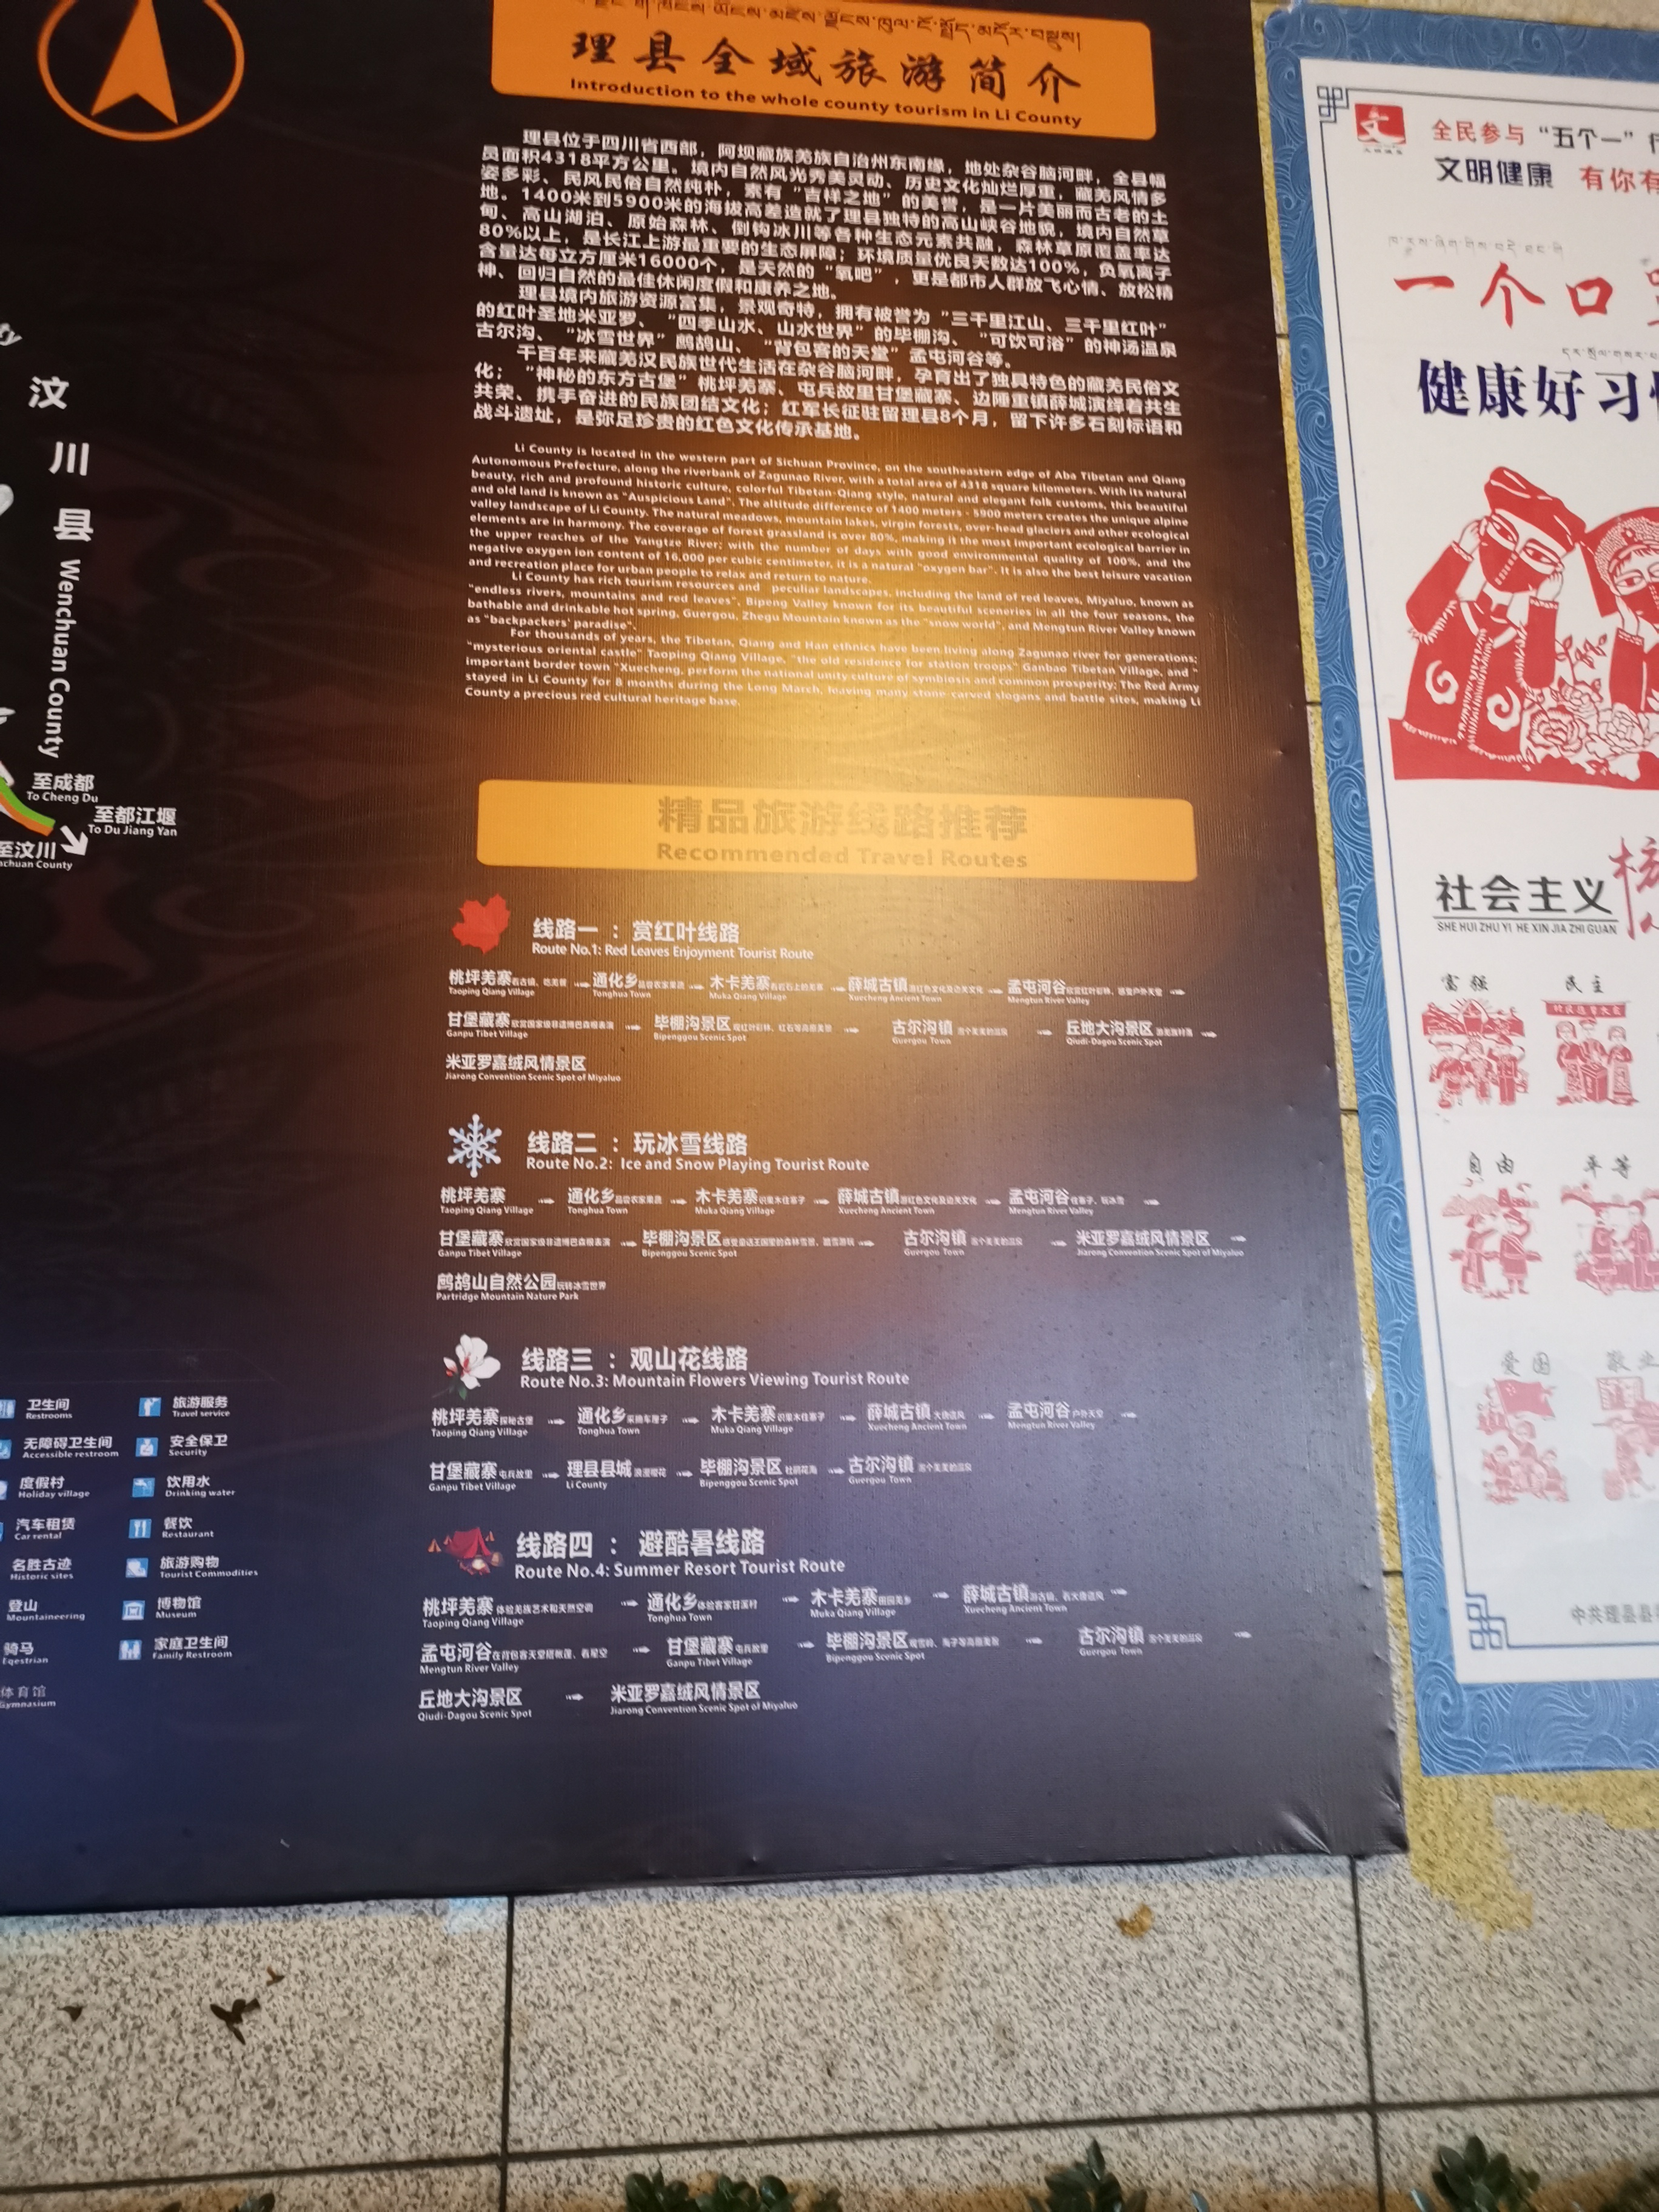 理县全域旅游简介
Introduction to the whole county tourism in Li County
理县位于四川省西部，阿坝藏族羌族自治州东南缘，地处杂谷脑河畔，全县幅
员面积4318平方公里。境内自然风光秀美灵动、历史文化灿烂厚重，藏羌风情多
姿多彩、民风民俗自然纯朴，素有“吉祥之地”的美誉，是一片美丽而古老的土
地。1400米到5900米的海拔高差造就了理县独特的高山峡谷地貌，境内自然草
甸、高山湖泊、原始森林、倒钩冰川等各种生态元素共融，森林草原覆盖率达
80%以上，是长江上游最重要的生态屏障；环境质量优良天数达100%，负氧离子
含量达每立方厘米16000个，是天然的“氧吧”，更是都市人群放飞心情、放松精
神、回归自然的最佳休闲度假和康养之地。
理县境内旅游资源富集，景观奇特，拥有被誉为“三千里江山、三千里红叶”
的红叶圣地米亚罗、“四季山水、山水世界”的毕棚沟、“可饮可浴”的神汤温泉
古尔沟、“冰雪世界”鹧鸪山、“背包客的天堂”孟屯河谷等。
千百年来藏羌汉民族世代生活在杂谷脑河畔，孕育出了独具特色的藏羌民俗文
化；“神秘的东方古堡”桃坪羌寨、屯兵故里甘堡藏寨、边陲重镇薛城演绎着共生
共荣、携手奋进的民族团结文化；红军长征驻留理县8个月，留下许多石刻标语和
战斗遗址，是弥足珍贵的红色文化传承基地。
Li County is located in the western part of Sichuan Province, on the southeastern edge of Aba Tibetan and Qiang
Autonomous Prefecture, along the riverbank of Zagunao River, with a total area of 4318 square kilometers. With its natural
beauty, rich and profound historic culture, colorful Tibetan-Qiang style, natural and elegant folk customs, this beautiful
and old land is known as "Auspicious Land". The altitude difference of 1400 meters - 5900 meters creates the unique alpine
valley landscape of Li County. The natural meadows, mountain lakes, virgin forests, over-head glaciers and other ecological
elements are in harmony. The coverage of forest grassland is over 80%, making it the most important ecological barrier in
the upper reaches of the Yangtze River; with the number of days with good environmental quality of 100%, and the
negative oxygen ion content of 16,000 per cubic centimeter, it is a natural "oxygen bar". It is also the best leisure vacation
and recreation place for urban people to relax and return to nature.
Li County has rich tourism resources and peculiar landscapes, including the land of red leaves, Miyaluo, known as
"endless rivers, mountains and red leaves", Bipeng Valley known for its beautiful sceneries in all the four seasons, the
bathable and drinkable hot spring, Guergou, Zhegu Mountain known as the "snow world", and Mengtun River Valley known
as "backpackers' paradise".
For thousands of years, the Tibetan, Qiang and Han ethnics have been living along Zagunao river for generations;
"mysterious oriental castle" Taoping Qiang Village, "the old residence for station troops" Ganbao Tibetan Village, and "
important border town "Xuecheng, perform the national unity culture of symbiosis and common prosperity; The Red Army
stayed in Li County for 8 months during the Long March, leaving many stone-carved slogans and battle sites, making Li
County a precious red cultural heritage base.
精品旅游线路推荐
Recommended Travel Routes
线路一：赏红叶线路
Route No.1: Red Leaves Enjoyment Tourist Route
桃坪羌寨 通化乡 木卡羌寨 薛城古镇 孟屯河谷
Taoping Qiang Village Tonghua Town Muka Qiang Village Xuecheng Ancient Town Mengtun River Valley
甘堡藏寨 毕棚沟景区 古尔沟镇 丘地大沟景区
Ganpu Tibet Village Bipenggou Scenic Spot Guergou Town Qiudi-Dagou Scenic Spot
米亚罗嘉绒风情景区
Jiarong Convention Scenic Spot of Miyaluo
线路二：玩冰雪线路
Route No.2: Ice and Snow Playing Tourist Route
桃坪羌寨 通化乡 木卡羌寨 薛城古镇 孟屯河谷
Taoping Qiang Village Tonghua Town Muka Qiang Village Xuecheng Ancient Town Mengtun River Valley
甘堡藏寨 毕棚沟景区 古尔沟镇 米亚罗嘉绒风情景区
Ganpu Tibet Village Bipenggou Scenic Spot Guergou Town Jiarong Convention Scenic Spot of Miyaluo
鹧鸪山自然公园玩转冰雪世界
Partridge Mountain Nature Park
线路三：观山花线路
Route No.3: Mountain Flowers Viewing Tourist Route
桃坪羌寨探秘古堡 通化乡 木卡羌寨 薛城古镇 孟屯河谷户外天堂
Taoping Qiang Village Tonghua Town Muka Qiang Village Xuecheng Ancient Town Mengtun River Valley
甘堡藏寨屯兵故里 理县县城浪漫樱花 毕棚沟景区杜鹃花海 古尔沟镇
Ganpu Tibet Village Li County Bipenggou Scenic Spot Guergou Town
线路四：避酷暑线路
Route No.4: Summer Resort Tourist Route
桃坪羌寨体验羌族艺术和天然空调 通化乡体验客家甘溪村 木卡羌寨田园羌乡 薛城古镇
Taoping Qiang Village Tonghua Town Muka Qiang Village Xuecheng Ancient Town
孟屯河谷在背包客天堂搭帐篷、看星空 甘堡藏寨屯兵故里 毕棚沟景区 古尔沟镇
Mengtun River Valley Ganpu Tibet Village Bipenggou Scenic Spot Guergou Town
丘地大沟景区 米亚罗嘉绒风情景区
Qiudi-Dagou Scenic Spot Jiarong Convention Scenic Spot of Miyaluo
汶川县
Wenchuan County
至成都
To Cheng Du
至都江堰
To Du Jiang Yan
至汶川
County
卫生间 旅游服务
Restrooms Travel service
无障碍卫生间 安全保卫
Accessible restroom Security
度假村 饮用水
Holiday village Drinking water
汽车租赁 餐饮
Car rental Restaurant
名胜古迹 旅游购物
Historic sites Tourist Commodities
登山 博物馆
Mountaineering Museum
骑马 家庭卫生间
Eqestrian Family Restroom
体育馆
Gymnasium
全民参与“五个一”
文明健康 有你有
一个口
健康好习
社会主义
SHE HUI ZHU YI HE XIN JIA ZHI GUAN
富强 民主
自由 平等
爱国 敬业
中共理县县